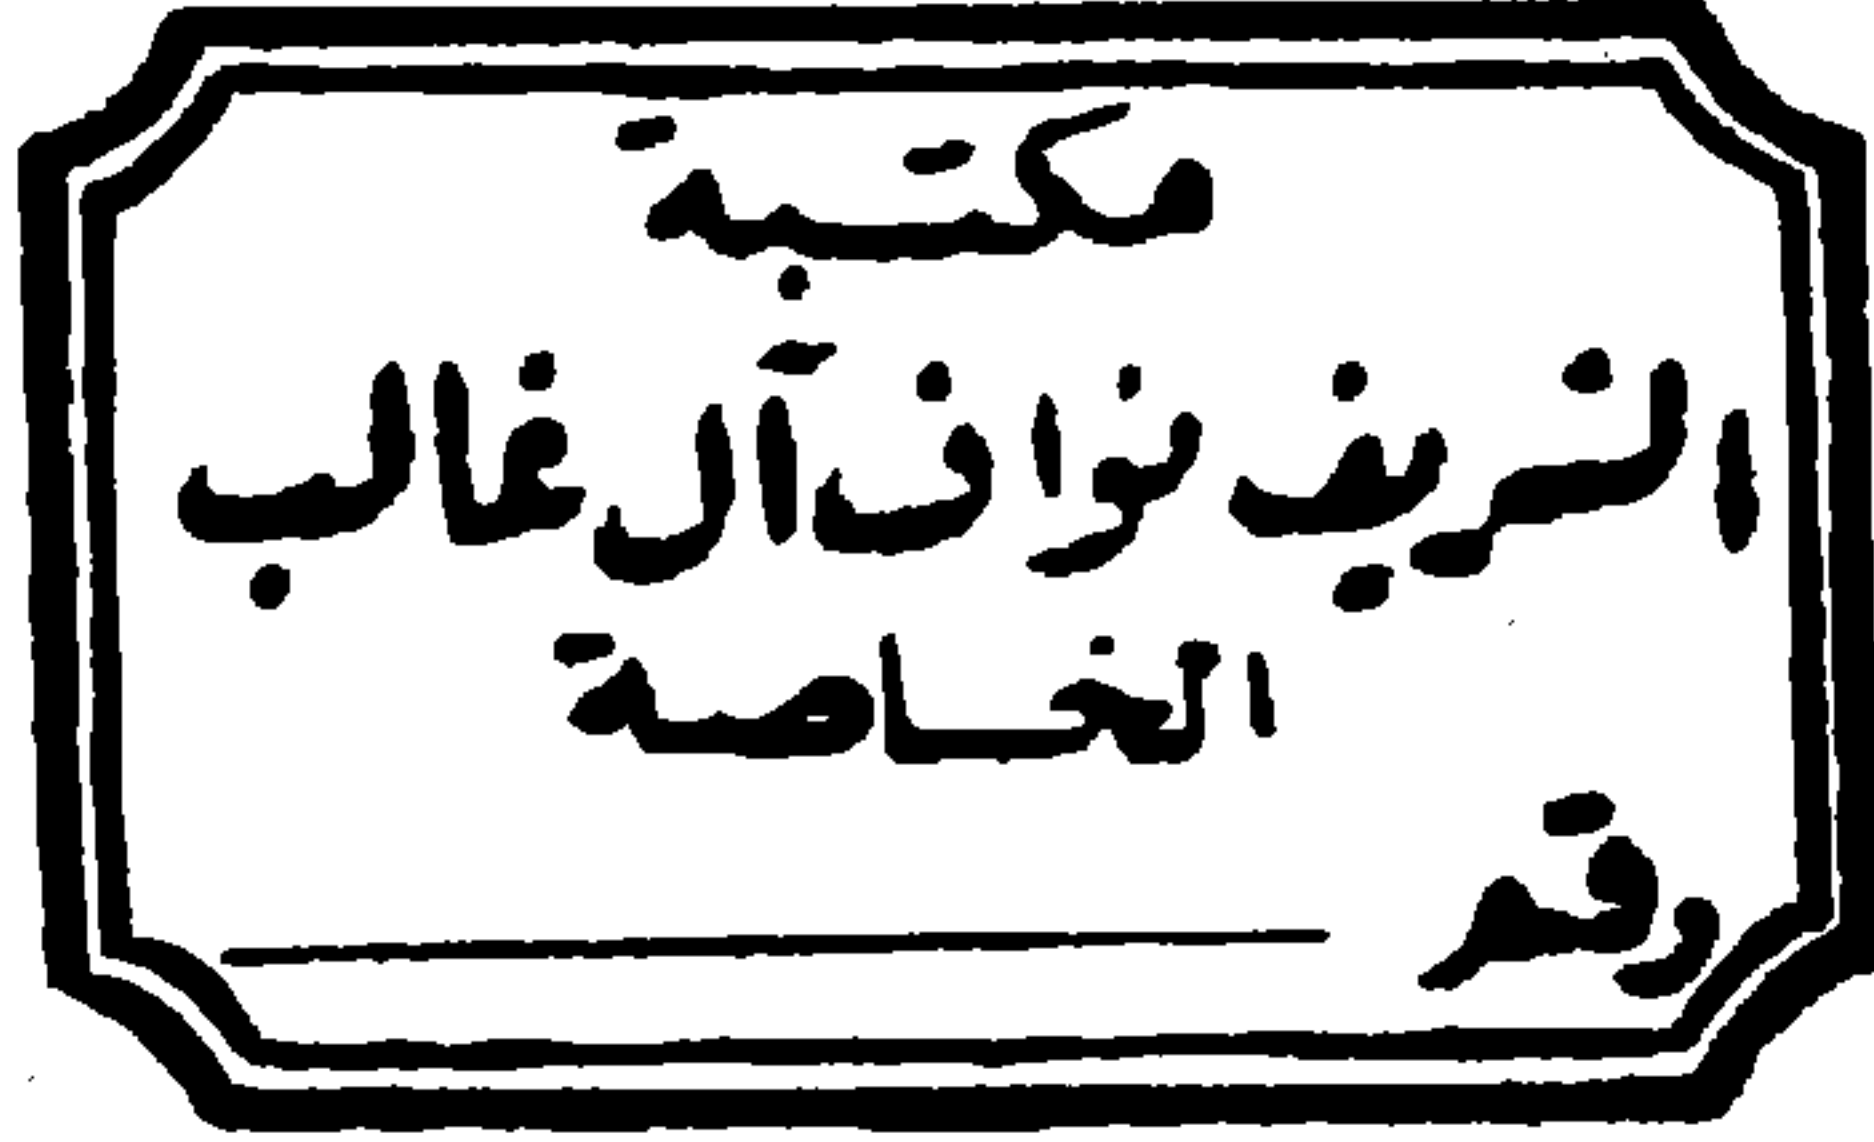 مكتبة
الشريف نواف آل غالب
الخاصة
رقم